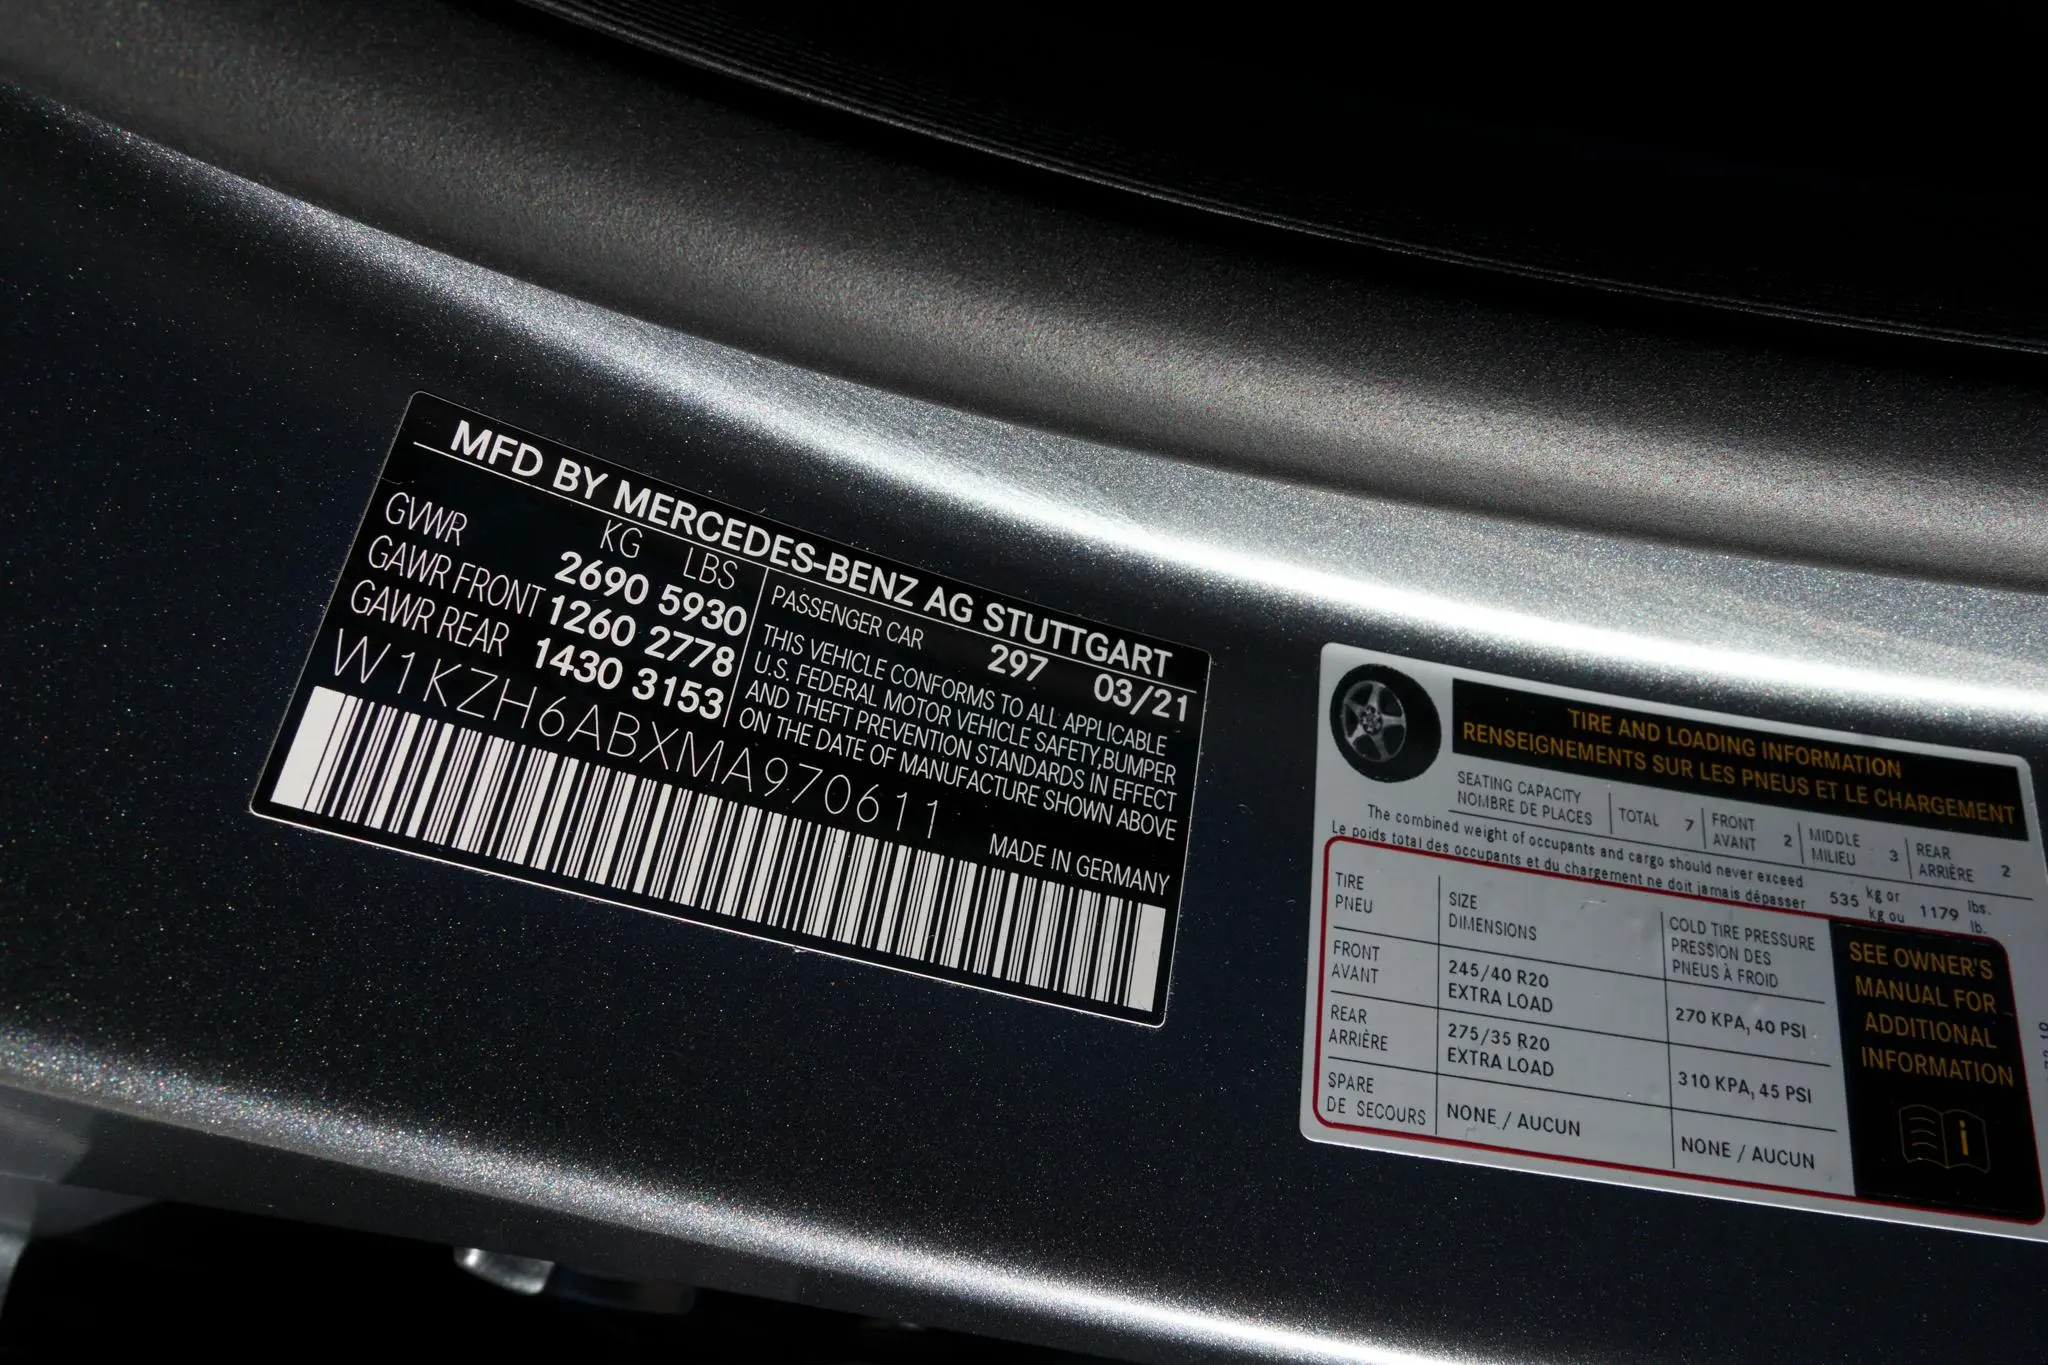 MFD BY MERCEDES-BENZ AG STUTTGART
KG LBS
GVWR 2690 5930
GAWR FRONT 1260 2778
GAWR REAR 1430 3153
PASSENGER CAR 297 03/21
THIS VEHICLE CONFORMS TO ALL APPLICABLE
U.S. FEDERAL MOTOR VEHICLE SAFETY,BUMPER
AND THEFT PREVENTION STANDARDS IN EFFECT
ON THE DATE OF MANUFACTURE SHOWN ABOVE
W1KZH6ABXMA970611
MADE IN GERMANY
TIRE AND LOADING INFORMATION
RENSEIGNEMENTS SUR LES PNEUS ET LE CHARGEMENT
SEATING CAPACITY
NOMBRE DE PLACES
TOTAL 7
FRONT
AVANT 2
MIDDLE
MILIEU 3
REAR
ARRIÈRE 2
The combined weight of occupants and cargo should never exceed
Le poids total des occupants et du chargement ne doit jamais dépasser
535 kg or
kg ou
1179 lbs.
lb.
TIRE
PNEU
SIZE
DIMENSIONS
COLD TIRE PRESSURE
PRESSION DES
PNEUS À FROID
FRONT
AVANT
245/40 R20
EXTRA LOAD
270 KPA, 40 PSI
REAR
ARRIÈRE
275/35 R20
EXTRA LOAD
310 KPA, 45 PSI
SPARE
DE SECOURS
NONE / AUCUN
NONE / AUCUN
SEE OWNER'S
MANUAL FOR
ADDITIONAL
INFORMATION
i